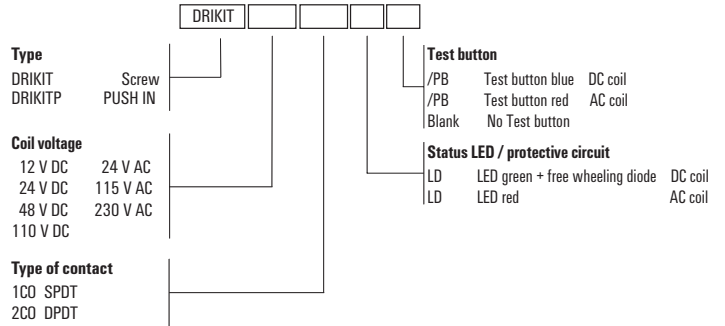 DRIKIT
Type
DRIKIT Screw
DRIKITP PUSH IN
Coil voltage
12 V DC 24 V AC
24 V DC 115 V AC
48 V DC 230 V AC
110 V DC
Type of contact
1CO SPDT
2CO DPDT
Test button
/PB Test button blue DC coil
/PB Test button red AC coil
Blank No Test button
Status LED / protective circuit
LD LED green + free wheeling diode DC coil
LD LED red AC coil